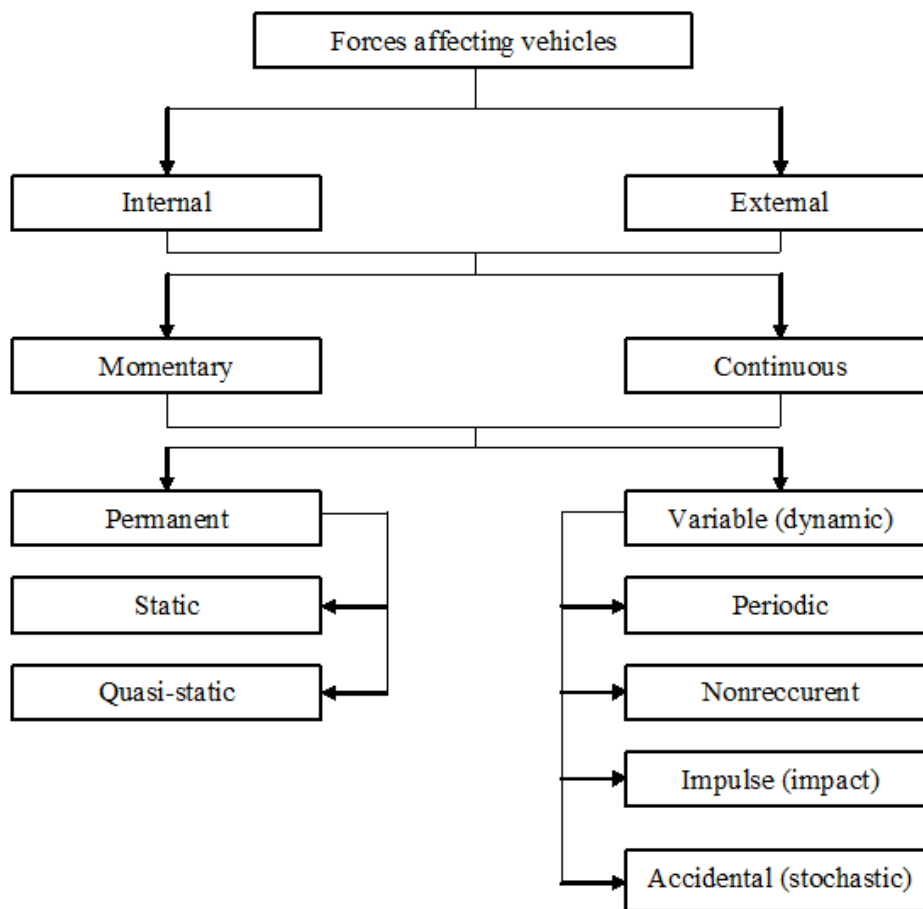 Forces affecting vehicles
Internal
External
Momentary
Continuous
Permanent
Variable (dynamic)
Static
Periodic
Quasi-static
Nonreccurent
Impulse (impact)
Accidental (stochastic)